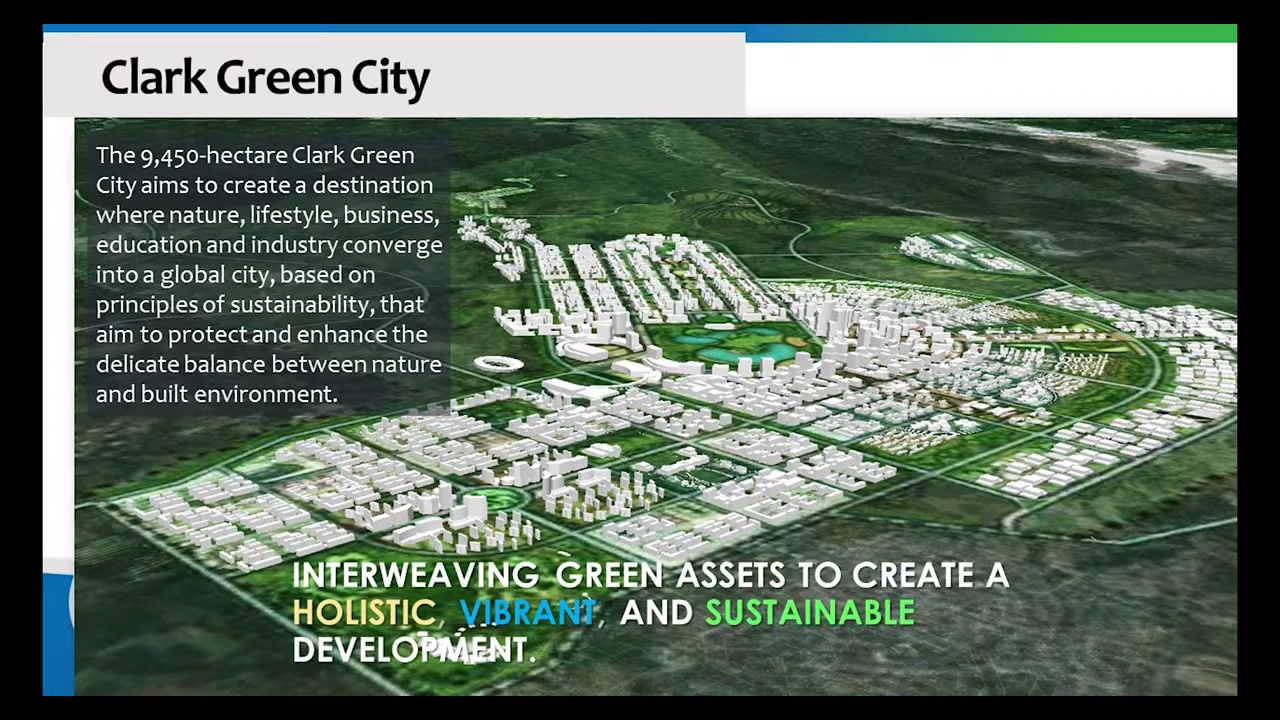 Clark Green City
The 9,450-hectare Clark Green
City aims to create a destination
where nature, lifestyle, business,
education and industry converge
into a global city, based on
principles of sustainability, that
aim to protect and enhance the
delicate balance between nature
and built environment.
INTERWEAVING GREEN ASSETS TO CREATE A
HOLISTIC, VIBRANT, AND SUSTAINABLE
DEVELOPMENT.